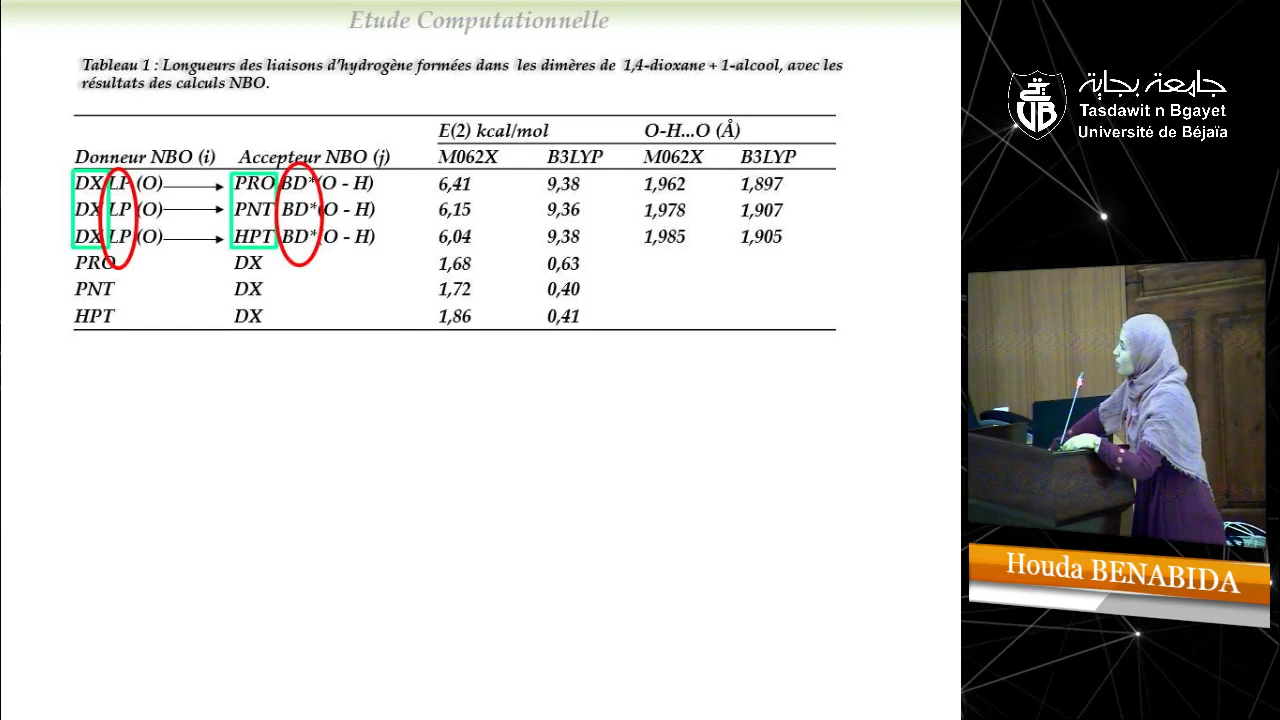 Etude Computationnelle
Tableau 1 : Longueurs des liaisons d'hydrogène formées dans les dimères de 1,4-dioxane + 1-alcool, avec les
résultats des calculs NBO.
E(2) kcal/mol O-H...O (Å)
Donneur NBO (i) Accepteur NBO (j) M062X B3LYP M062X B3LYP
DX LP (O) PRO BD*(O - H) 6,41 9,38 1,962 1,897
DX LP (O) PNT BD*(O - H) 6,15 9,36 1,978 1,907
DX LP (O) HPT BD*(O - H) 6,04 9,38 1,985 1,905
PRO DX 1,68 0,63
PNT DX 1,72 0,40
HPT DX 1,86 0,41
جامعة بجاية
Tasdawit n Bgayet
Université de Béjaïa
Houda BENABIDA